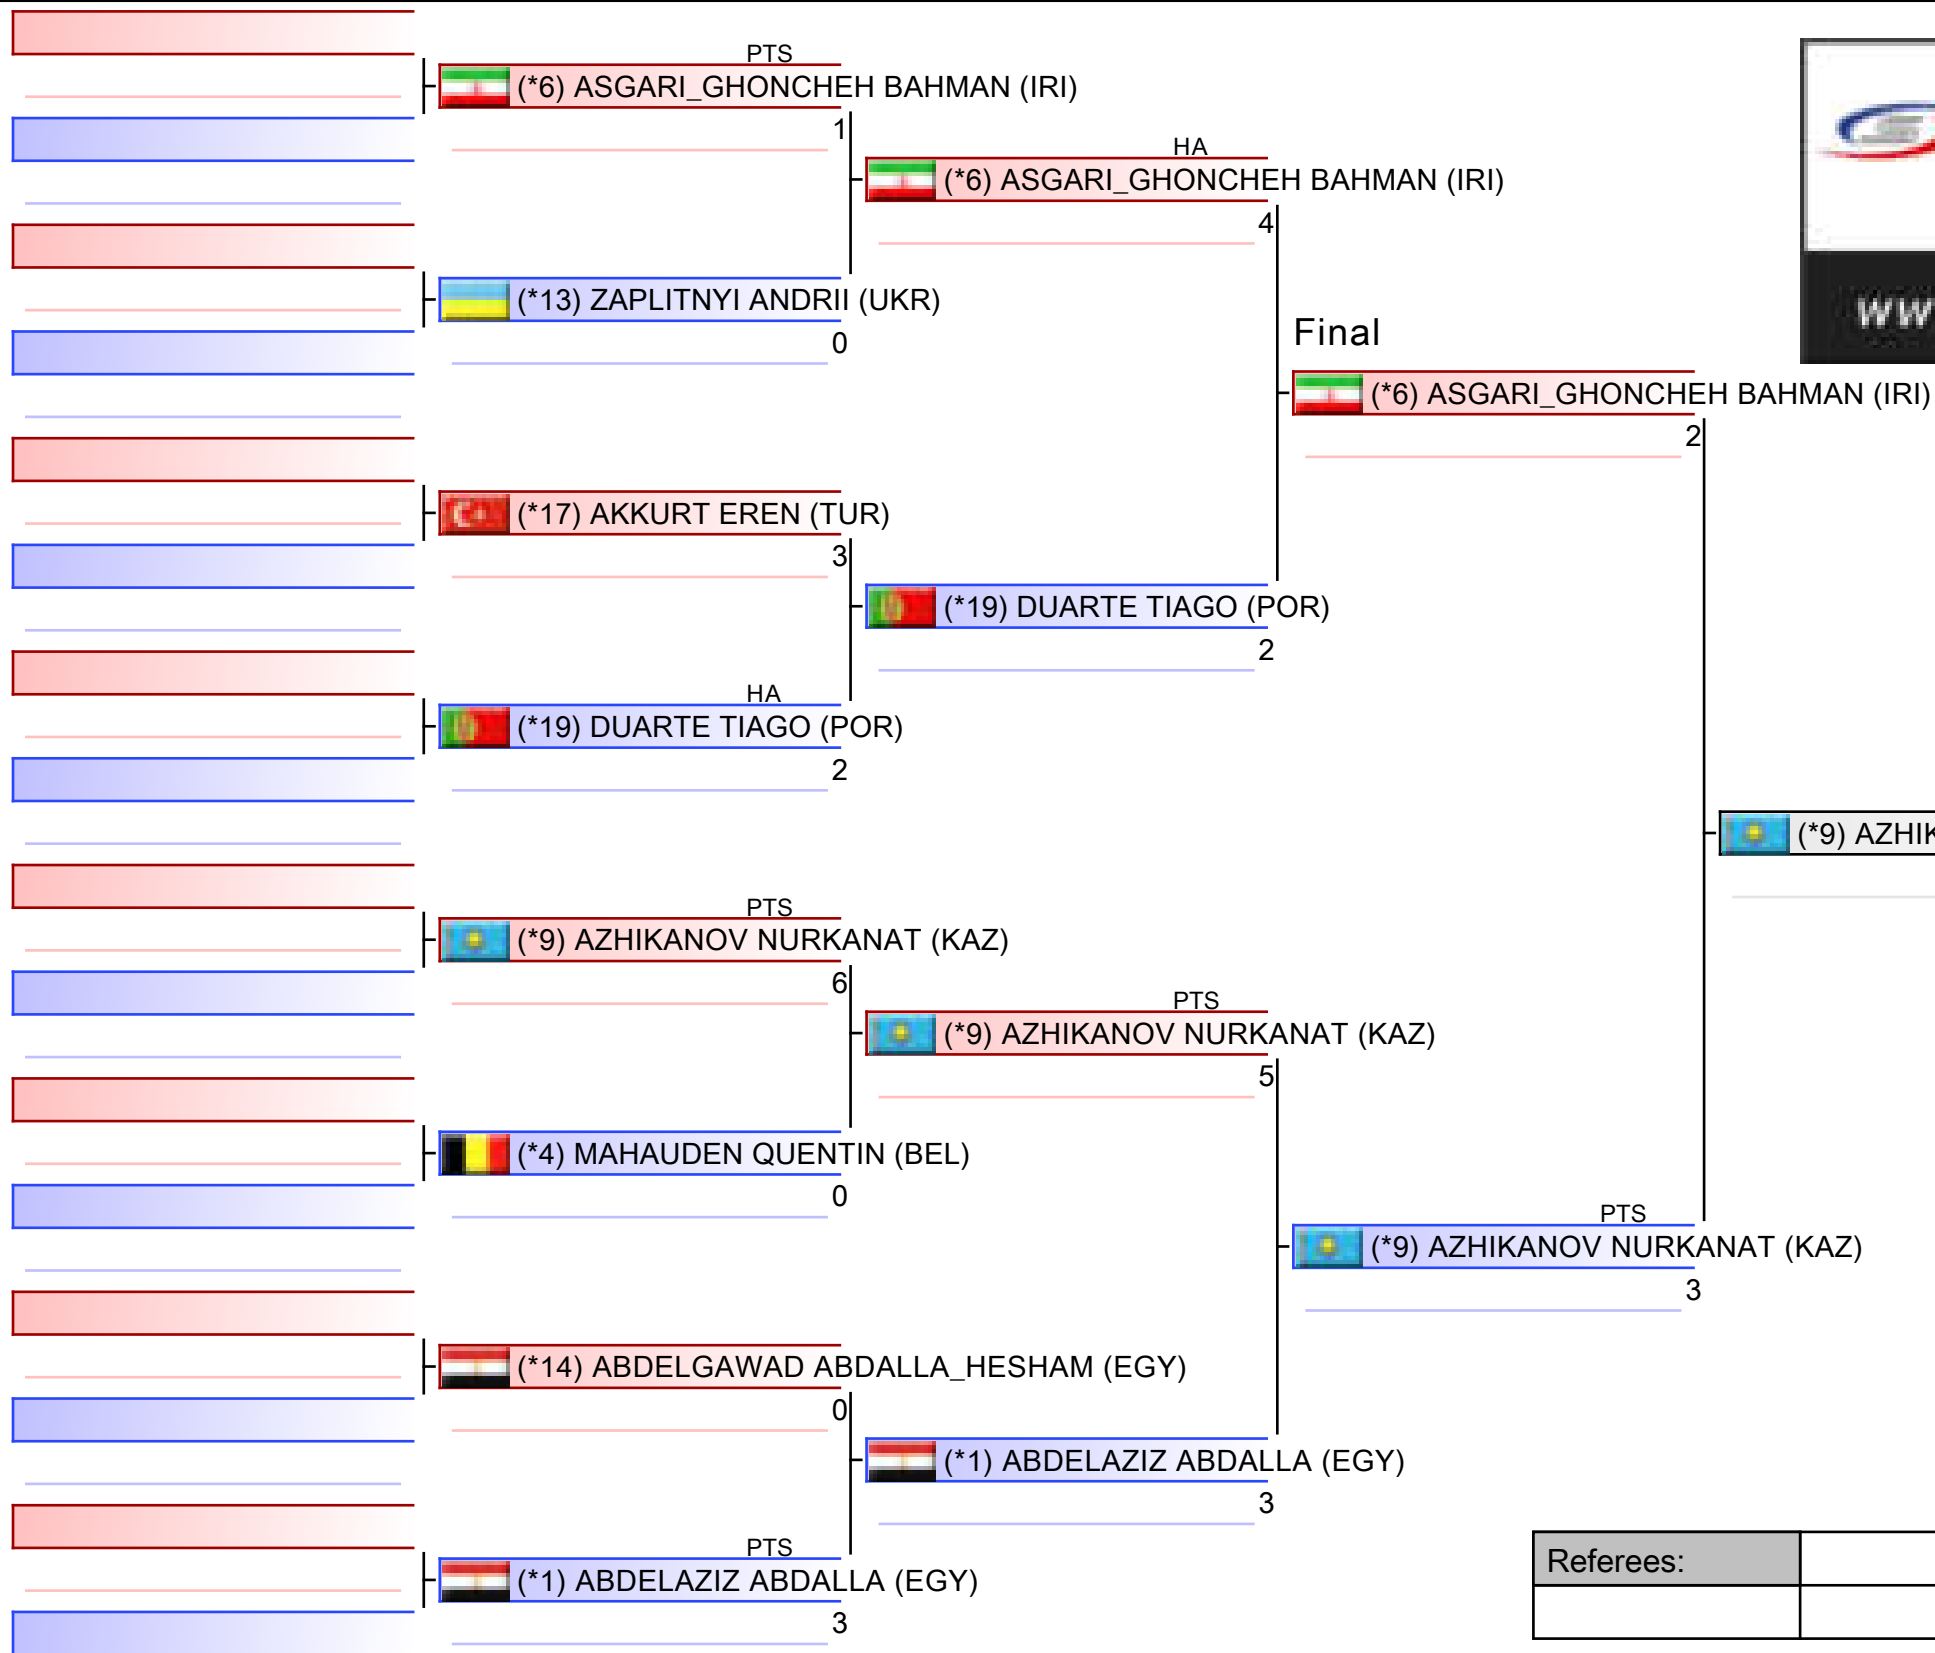 PTS
(*6) ASGARI_GHONCHEH BAHMAN (IRI)
1
HA
(*6) ASGARI_GHONCHEH BAHMAN (IRI)
4
(*13) ZAPLITNYI ANDRII (UKR)
0
Final
(*6) ASGARI_GHONCHEH BAHMAN (IRI)
2
(*17) AKKURT EREN (TUR)
3
(*19) DUARTE TIAGO (POR)
2
HA
(*19) DUARTE TIAGO (POR)
2
(*9) AZHIK
PTS
(*9) AZHIKANOV NURKANAT (KAZ)
6
PTS
(*9) AZHIKANOV NURKANAT (KAZ)
5
(*4) MAHAUDEN QUENTIN (BEL)
0
PTS
(*9) AZHIKANOV NURKANAT (KAZ)
3
(*14) ABDELGAWAD ABDALLA_HESHAM (EGY)
0
(*1) ABDELAZIZ ABDALLA (EGY)
3
PTS
(*1) ABDELAZIZ ABDALLA (EGY)
3
Referees: